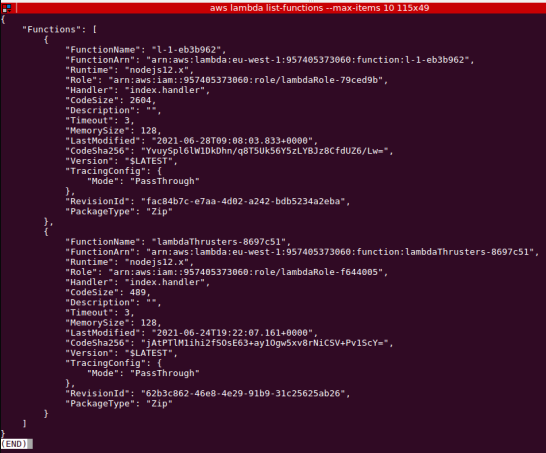 aws lambda list-functions --max-items 10 115x49
{
    "Functions": [
        {
            "FunctionName": "l-1-eb3b962",
            "FunctionArn": "arn:aws:lambda:eu-west-1:957405373060:function:l-1-eb3b962",
            "Runtime": "nodejs12.x",
            "Role": "arn:aws:iam::957405373060:role/lambdaRole-79ced9b",
            "Handler": "index.handler",
            "CodeSize": 2604,
            "Description": "",
            "Timeout": 3,
            "MemorySize": 128,
            "LastModified": "2021-06-28T09:08:03.833+0000",
            "CodeSha256": "YvuySpl6lW1DkDhn/q8T5Uk56Y5zLYBJz8CfdUZ6/Lw=",
            "Version": "$LATEST",
            "TracingConfig": {
                "Mode": "PassThrough"
            },
            "RevisionId": "fac84b7c-e7aa-4d02-a242-bdb5234a2eba",
            "PackageType": "Zip"
        },
        {
            "FunctionName": "lambdaThrusters-8697c51",
            "FunctionArn": "arn:aws:lambda:eu-west-1:957405373060:function:lambdaThrusters-8697c51",
            "Runtime": "nodejs12.x",
            "Role": "arn:aws:iam::957405373060:role/lambdaRole-f644005",
            "Handler": "index.handler",
            "CodeSize": 489,
            "Description": "",
            "Timeout": 3,
            "MemorySize": 128,
            "LastModified": "2021-06-24T19:22:07.161+0000",
            "CodeSha256": "jAtPTlM1ihi2fSOsE63+ay1Ogw5xv8rNiCSV+Pv1ScY=",
            "Version": "$LATEST",
            "TracingConfig": {
                "Mode": "PassThrough"
            },
            "RevisionId": "62b3c862-46e8-4e29-91b9-31c25625ab26",
            "PackageType": "Zip"
        }
    ]
}
(END)